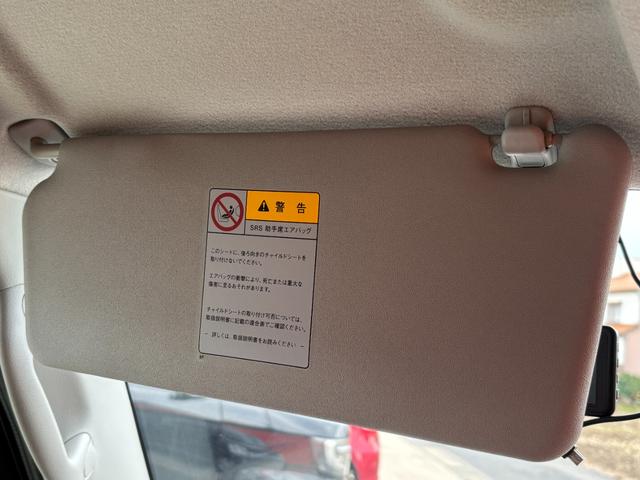 警告
SRS 助手席エアバッグ
このシートに、後ろ向きのチャイルドシートを
取り付けないでください。
エアバッグの衝撃により、死亡または重大な
傷害に至るおそれがあります。
チャイルドシートの取り付け可否については、
取扱説明書に記載の適合表でご確認ください。
― 詳しくは、取扱説明書をお読みください ―